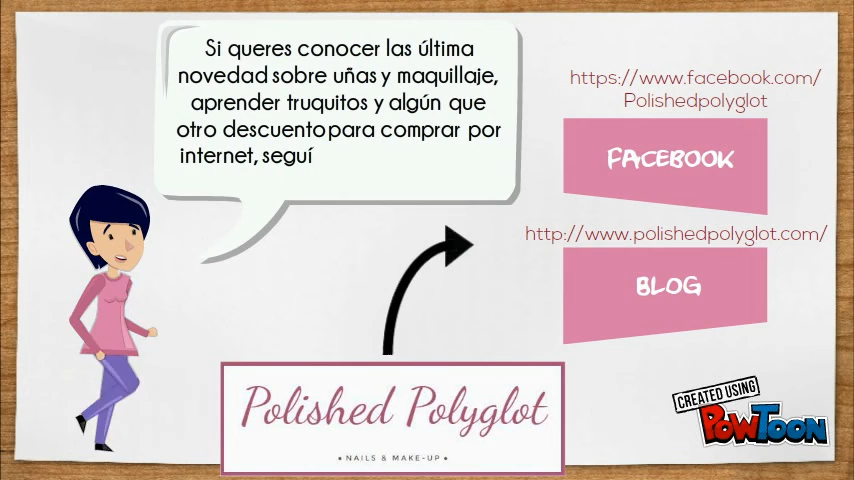 Si queres conocer las última
novedad sobre uñas y maquillaje,
aprender truquitos y algún que
otro descuento para comprar por
internet, seguí
https://www.facebook.com/
Polishedpolyglot
FACEBOOK
http://www.polishedpolyglot.com/
BLOG
Polished Polyglot
• NAILS & MAKE-UP •
CREATED USING
POWTOON